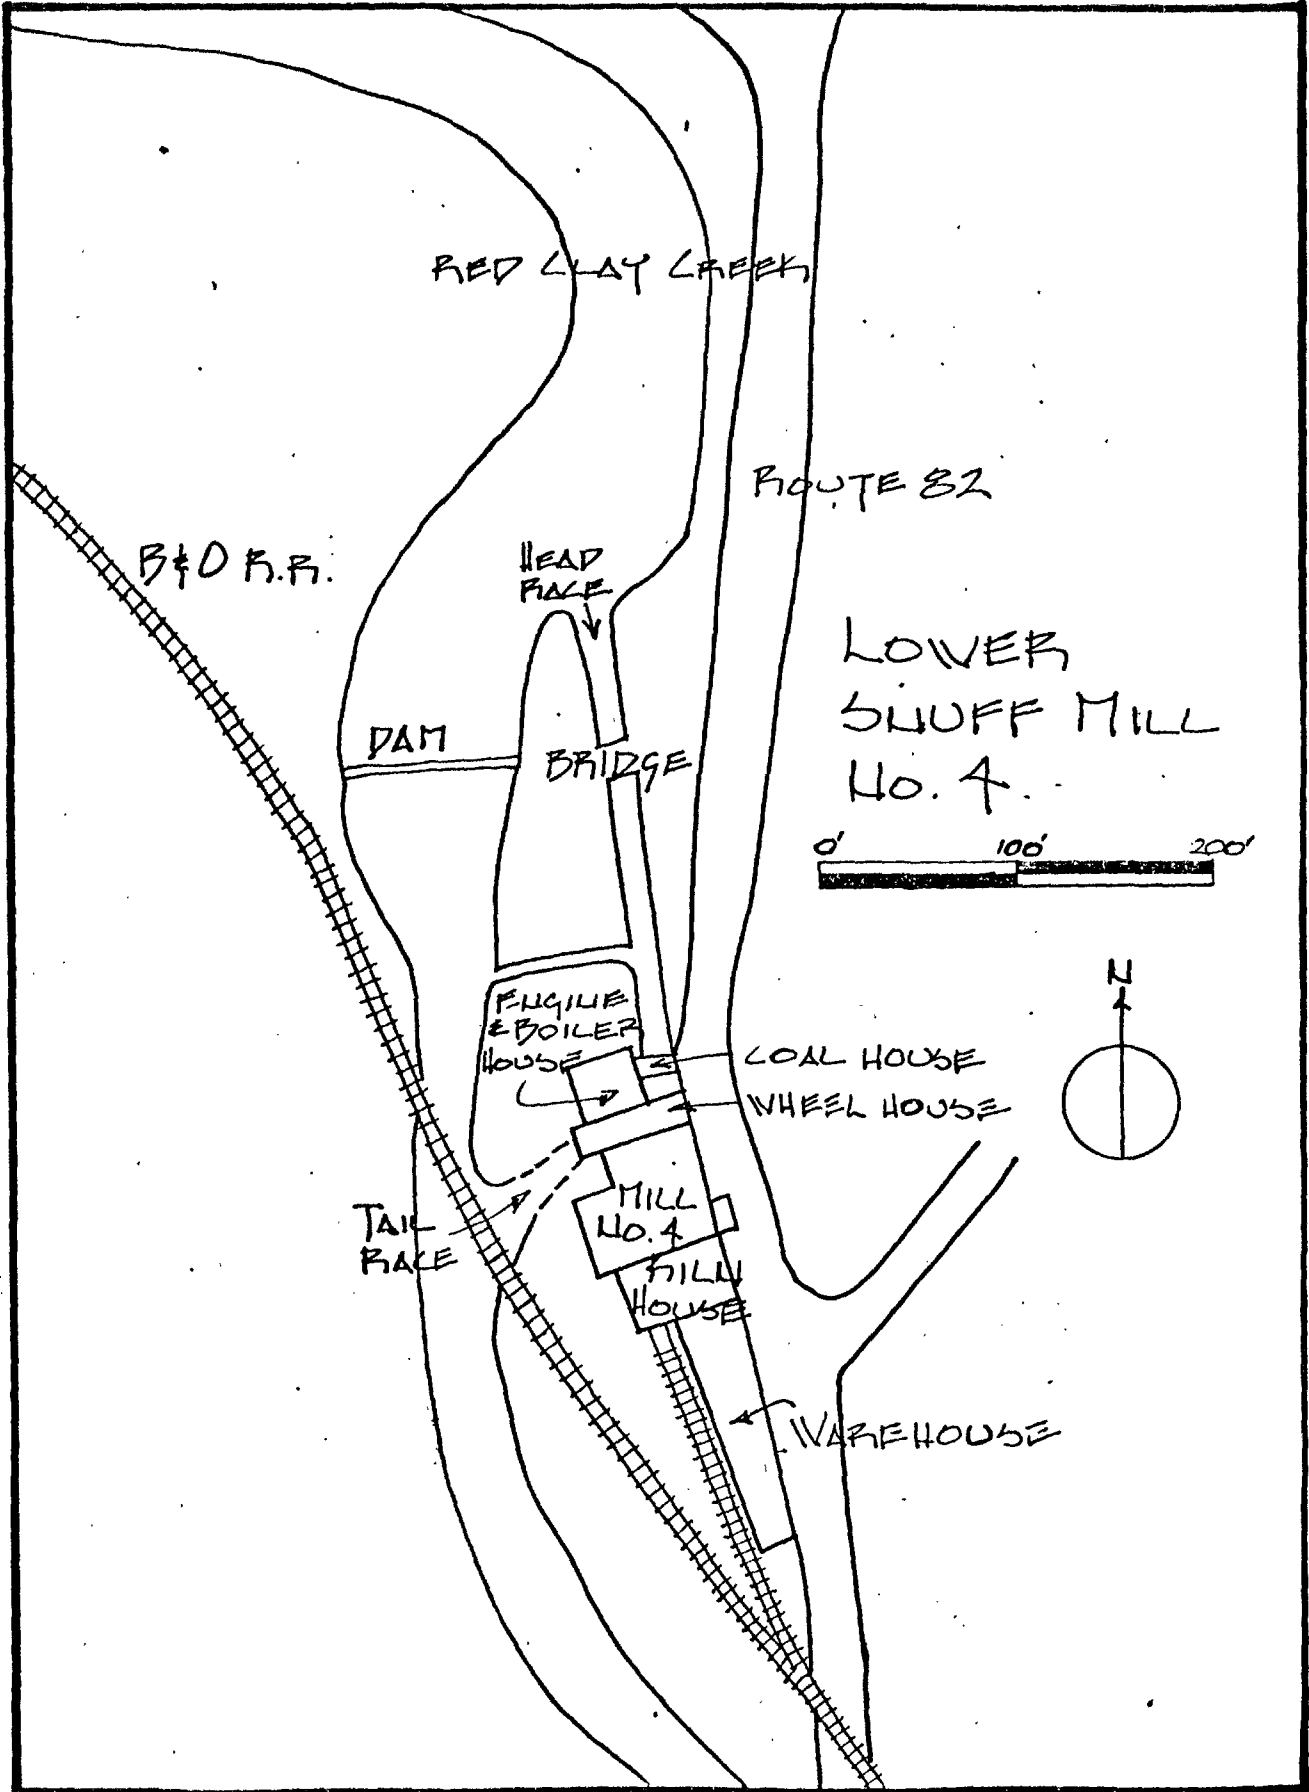 RED CLAY CREEK
ROUTE 82
B&O R.R.
HEAD
RACE
LOWER
SNUFF MILL
No. 4.
DAM
BRIDGE
0' 100' 200'
N
ENGINE
& BOILER
HOUSE
COAL HOUSE
WHEEL HOUSE
MILL
No. 4
TAIL
RACE
KILN
HOUSE
WAREHOUSE